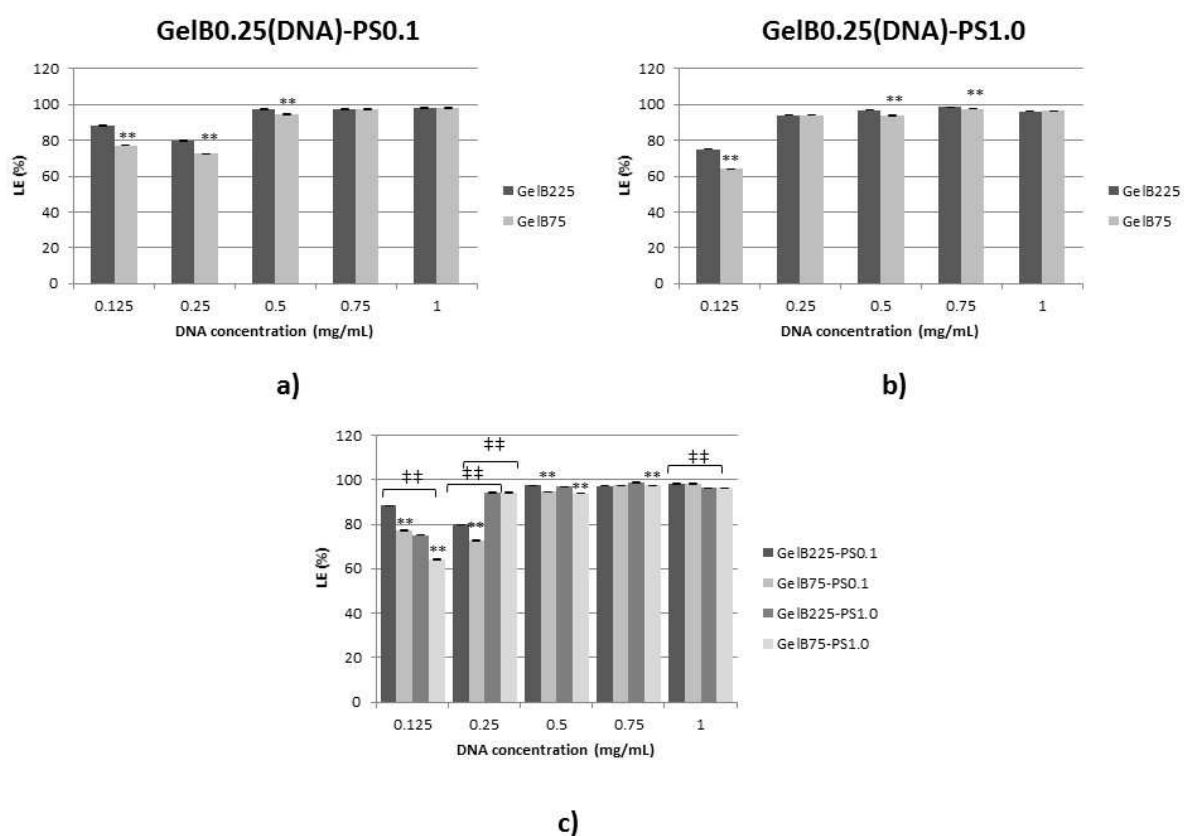 GelB0.25(DNA)-PS0.1
120
100
80
60
40
20
0
LE (%)
** ** **
0.125 0.25 0.5 0.75 1
DNA concentration (mg/mL)
GelB225
GelB75
a)
GelB0.25(DNA)-PS1.0
120
100
80
60
40
20
0
LE (%)
** ** **
0.125 0.25 0.5 0.75 1
DNA concentration (mg/mL)
GelB225
GelB75
b)
120
100
80
60
40
20
0
LE (%)
‡‡ ‡‡ ‡‡ ‡‡
** ** ** ** ** **
0.125 0.25 0.5 0.75 1
DNA concentration (mg/mL)
GelB225-PS0.1
GelB75-PS0.1
GelB225-PS1.0
GelB75-PS1.0
c)